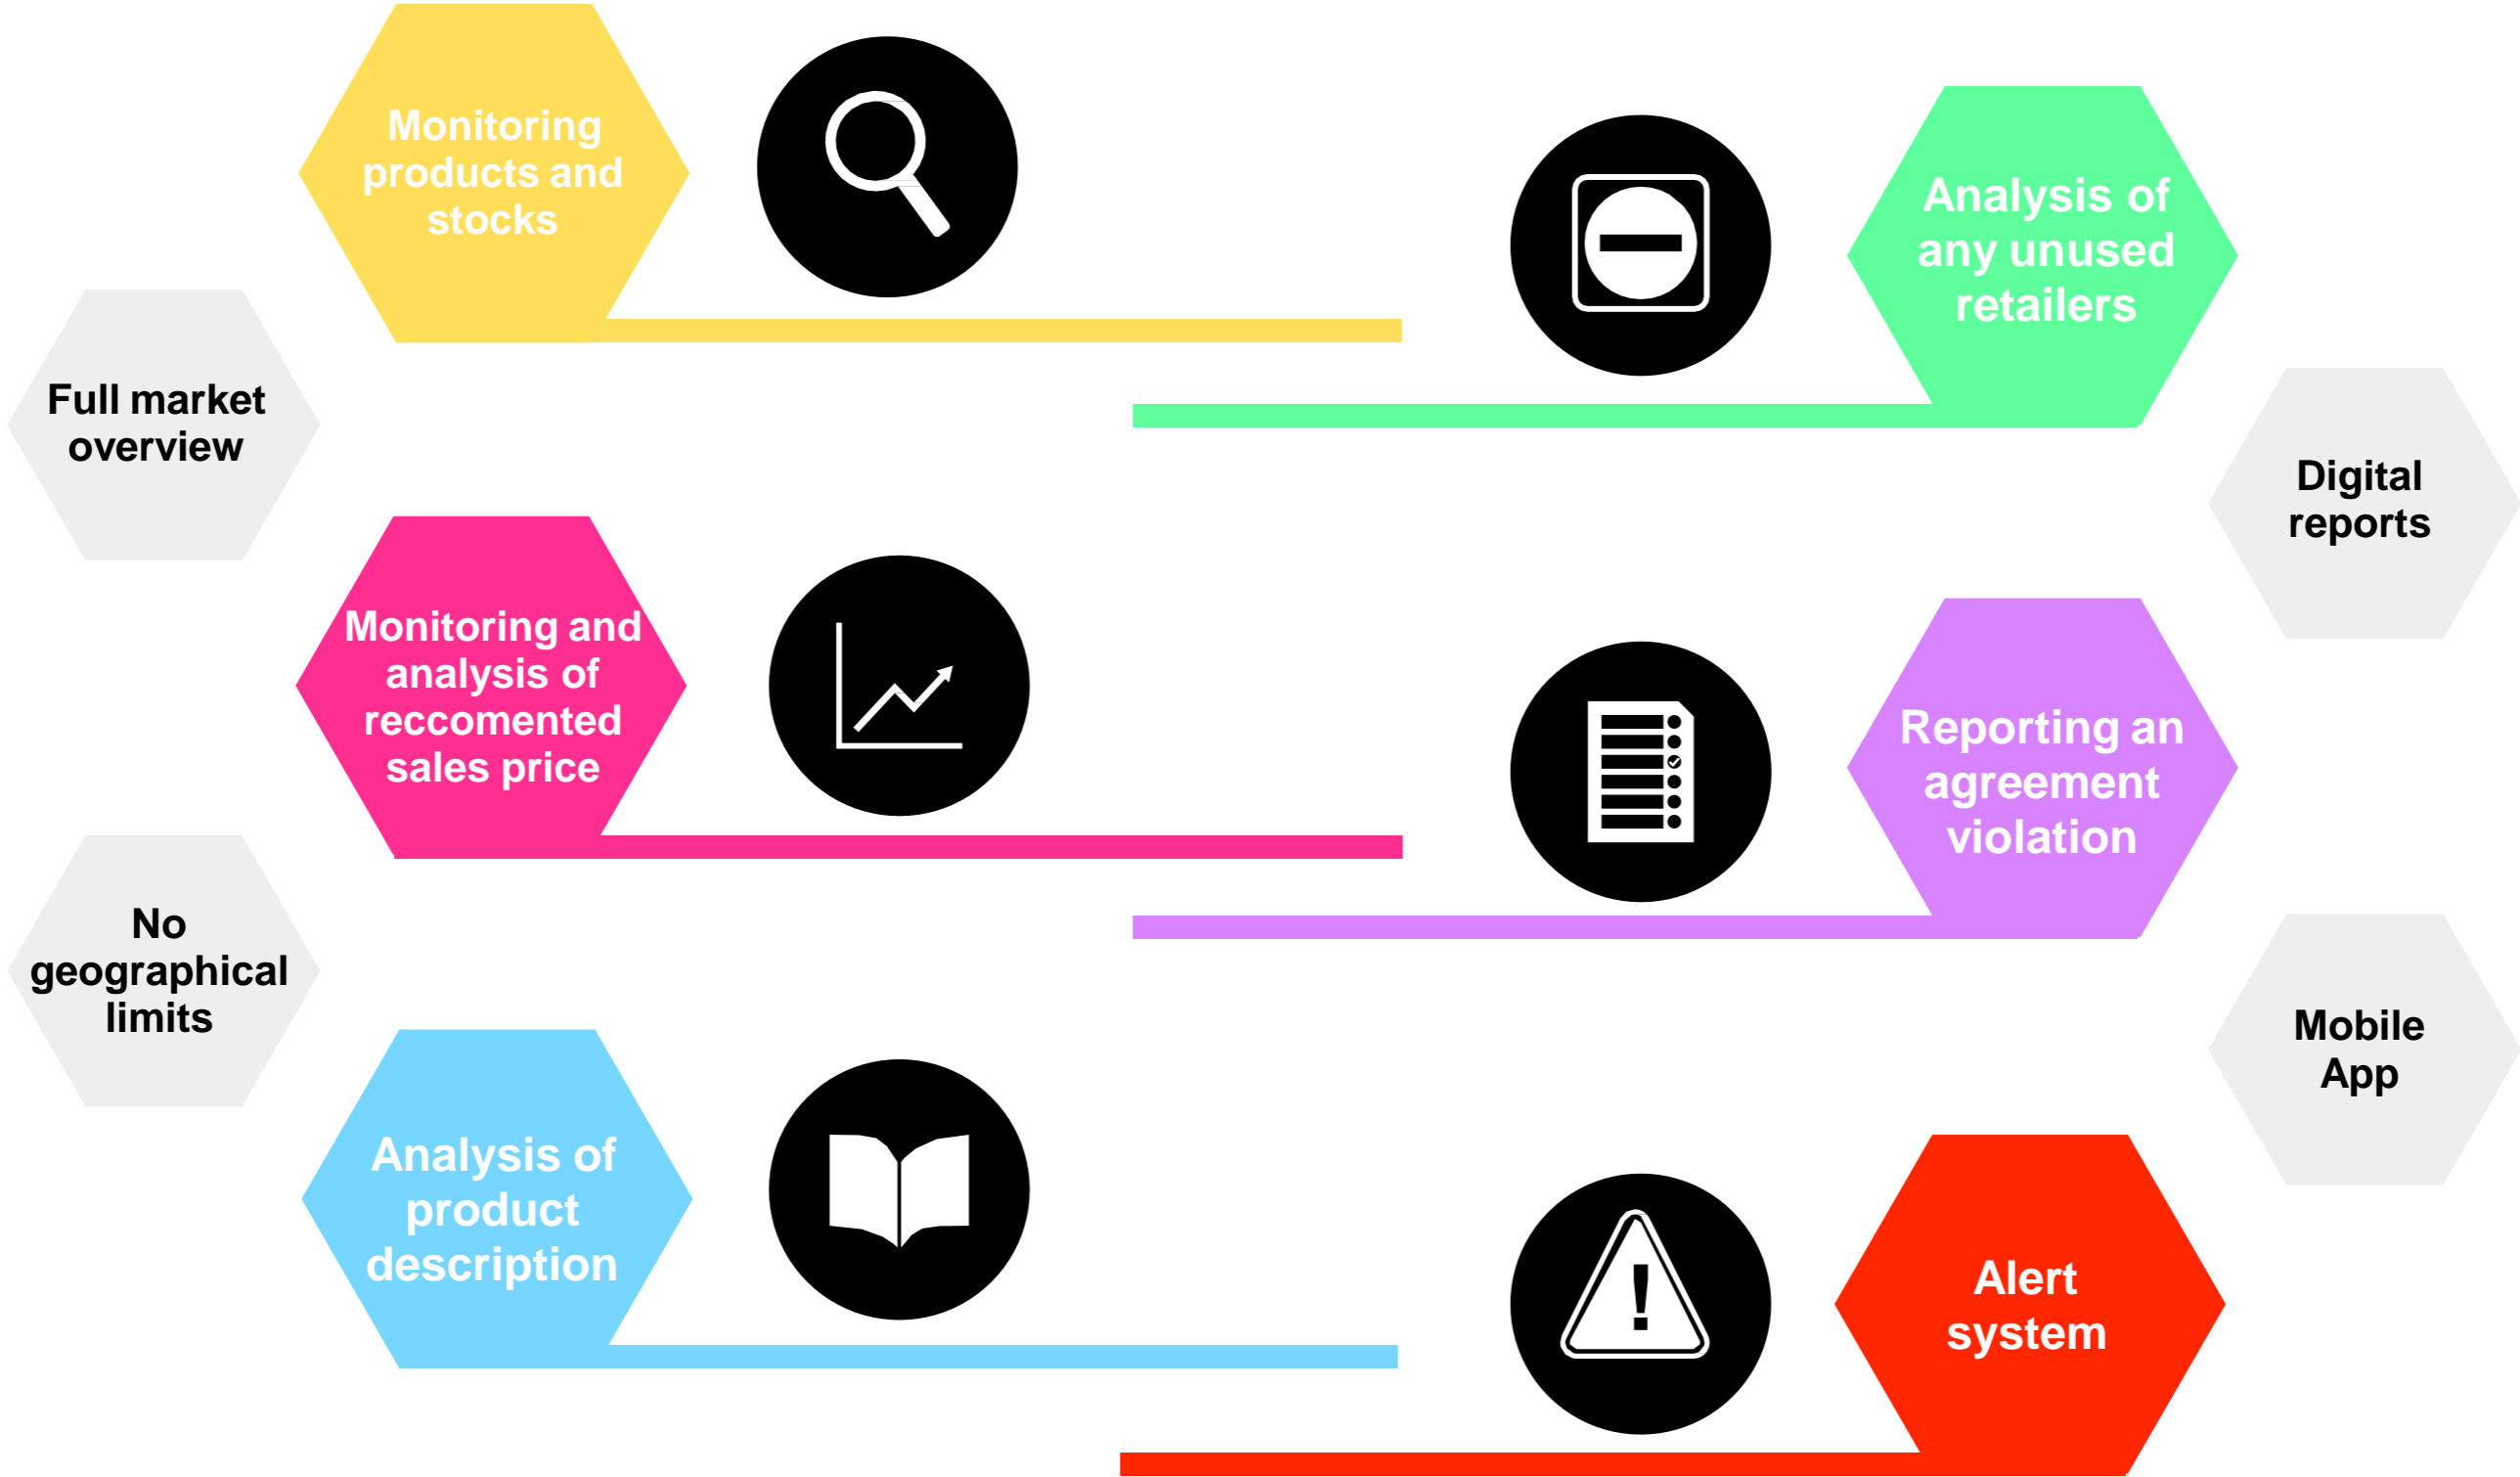 Monitoring
products and
stocks
Analysis of
any unused
retailers
Full market
overview
Digital
reports
Monitoring and
analysis of
reccomented
sales price
Reporting an
agreement
violation
No
geographical
limits
Mobile
App
Analysis of
product
description
Alert
system